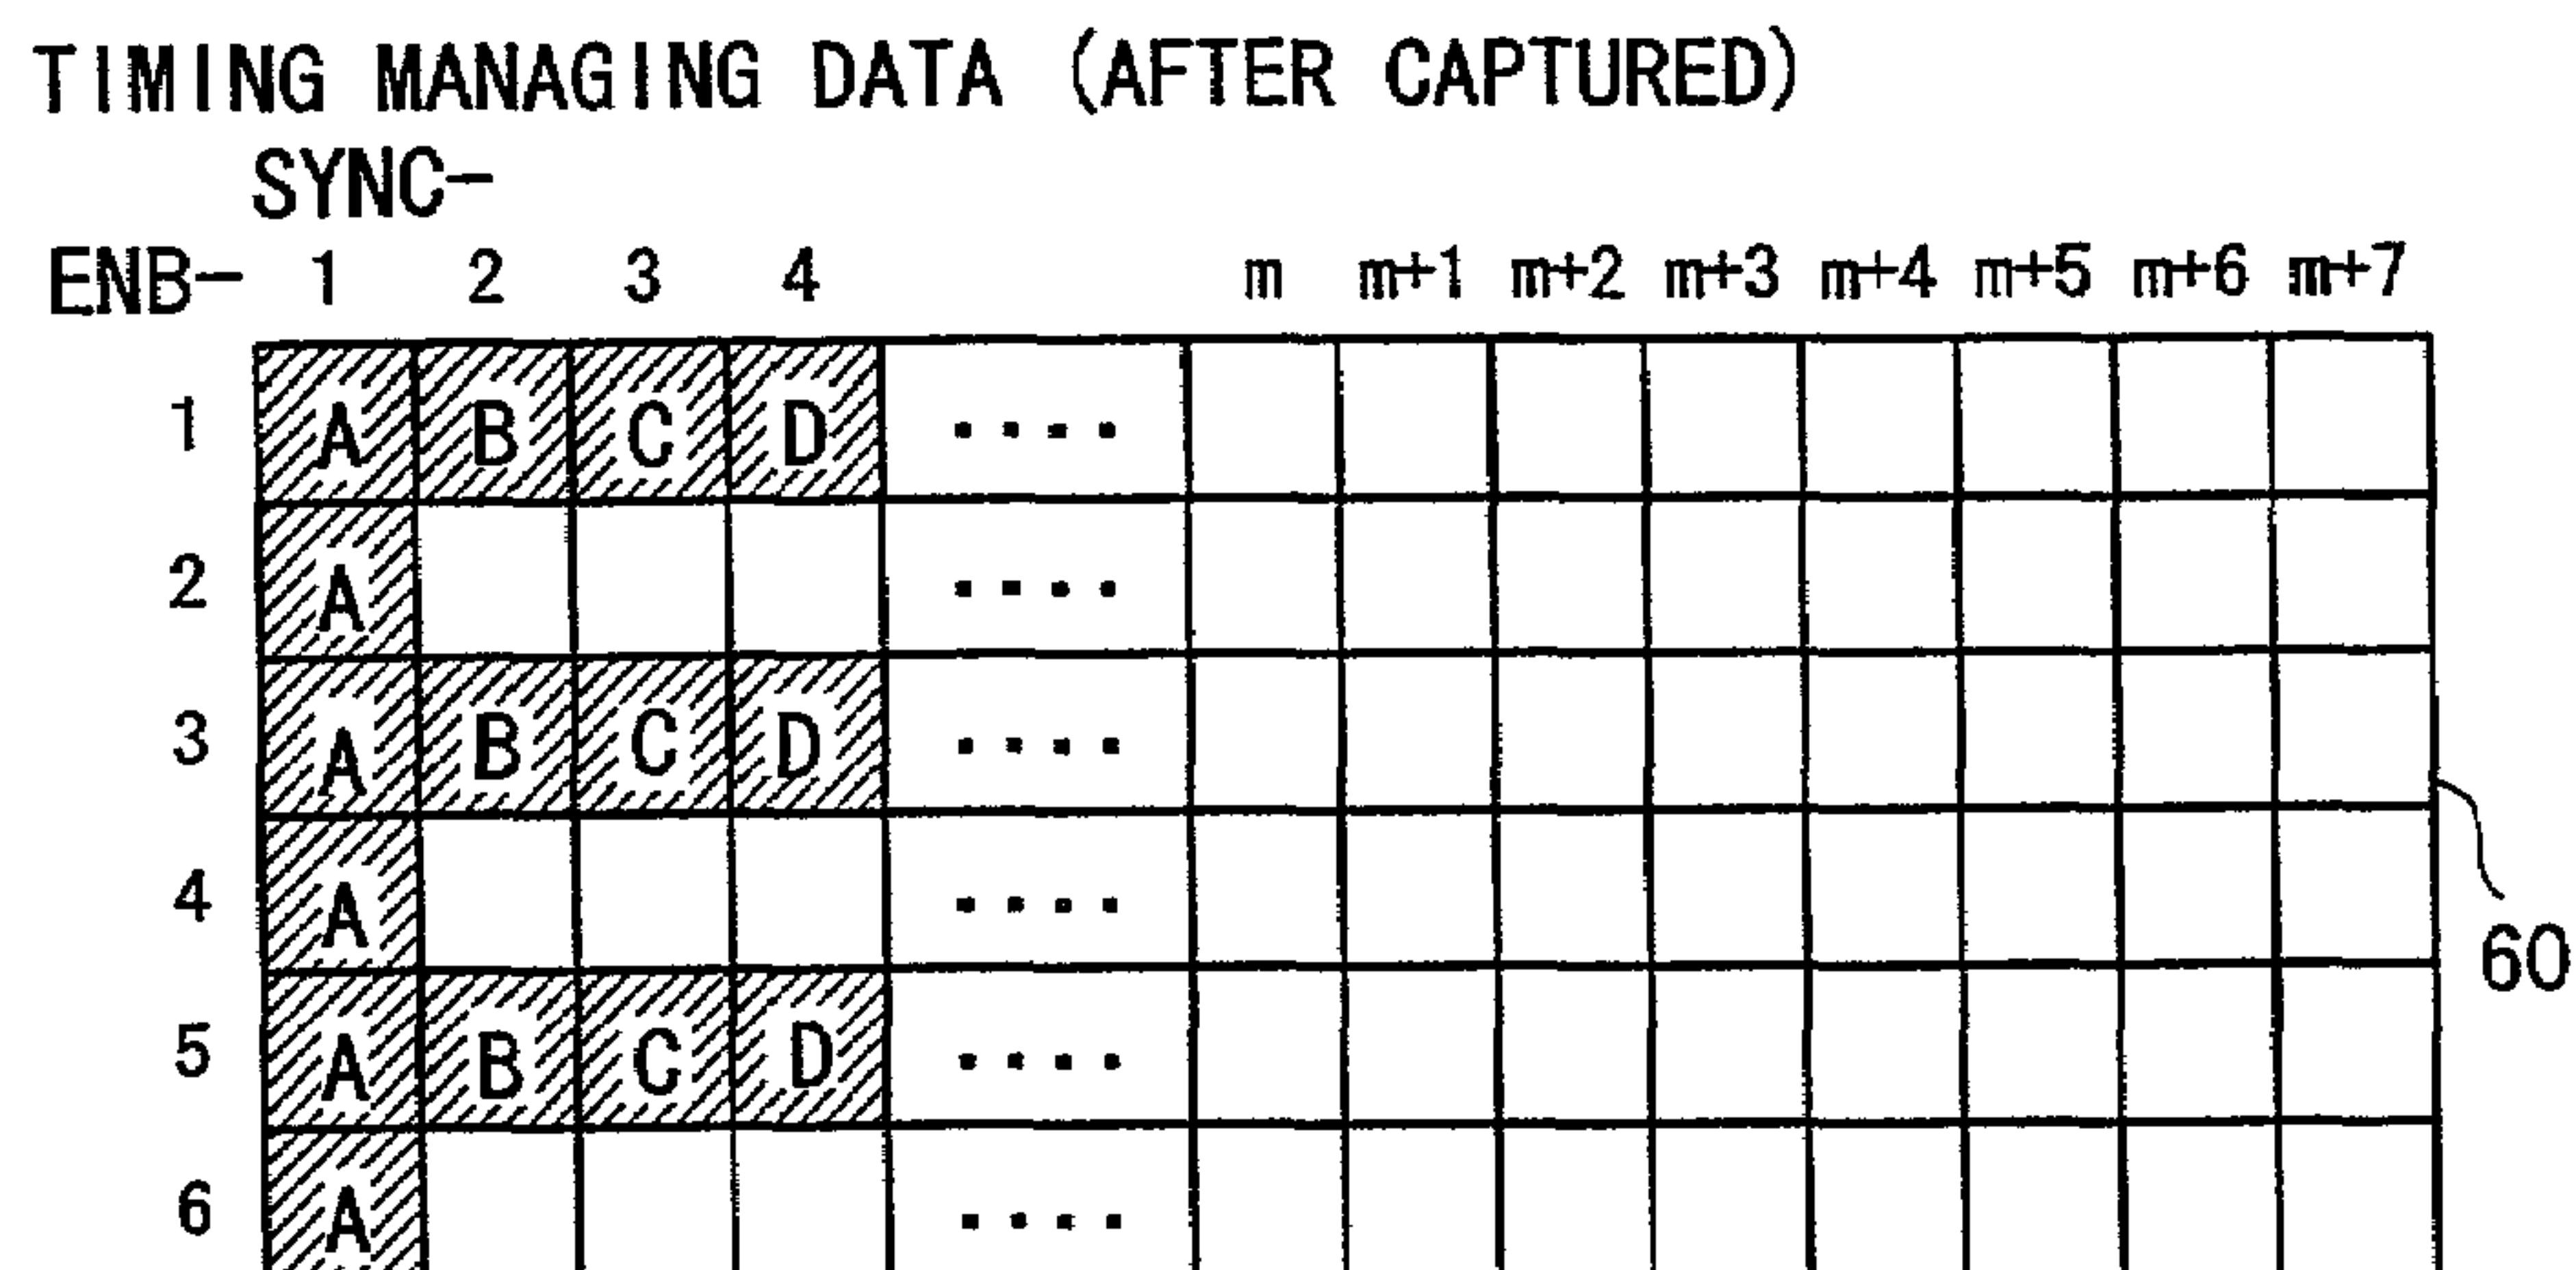 TIMING MANAGING DATA (AFTER CAPTURED)
SYNC-
ENB- 1 2 3 4 m m+1 m+2 m+3 m+4 m+5 m+6 m+7
1 A B C D ....
2 A ....
3 A B C D ....
4 A ....
60
5 A B C D ....
6 A ....